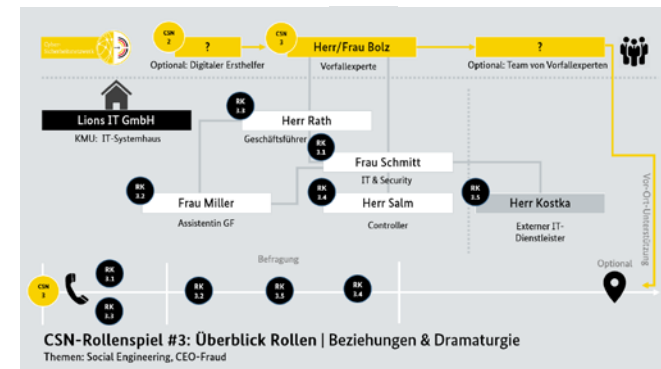 Cyber-
Sicherheitsnetzwerk
CSN
2
?
Optional: Digitaler Ersthelfer
CSN
3
Herr/Frau Bolz
Vorfallexperte
?
Optional: Team von Vorfallexperten
Lions IT GmbH
KMU: IT-Systemhaus
RK
3.3
Herr Rath
Geschäftsführer
RK
3.1
Frau Schmitt
IT & Security
RK
3.2
Frau Miller
Assistentin GF
RK
3.4
Herr Salm
Controller
RK
3.5
Herr Kostka
Externer IT-
Dienstleister
Vor-Ort-Unterstützung
Befragung
Optional
CSN
3
RK
3.1
RK
3.3
RK
3.2
RK
3.5
RK
3.4
CSN-Rollenspiel #3: Überblick Rollen | Beziehungen & Dramaturgie
Themen: Social Engineering, CEO-Fraud